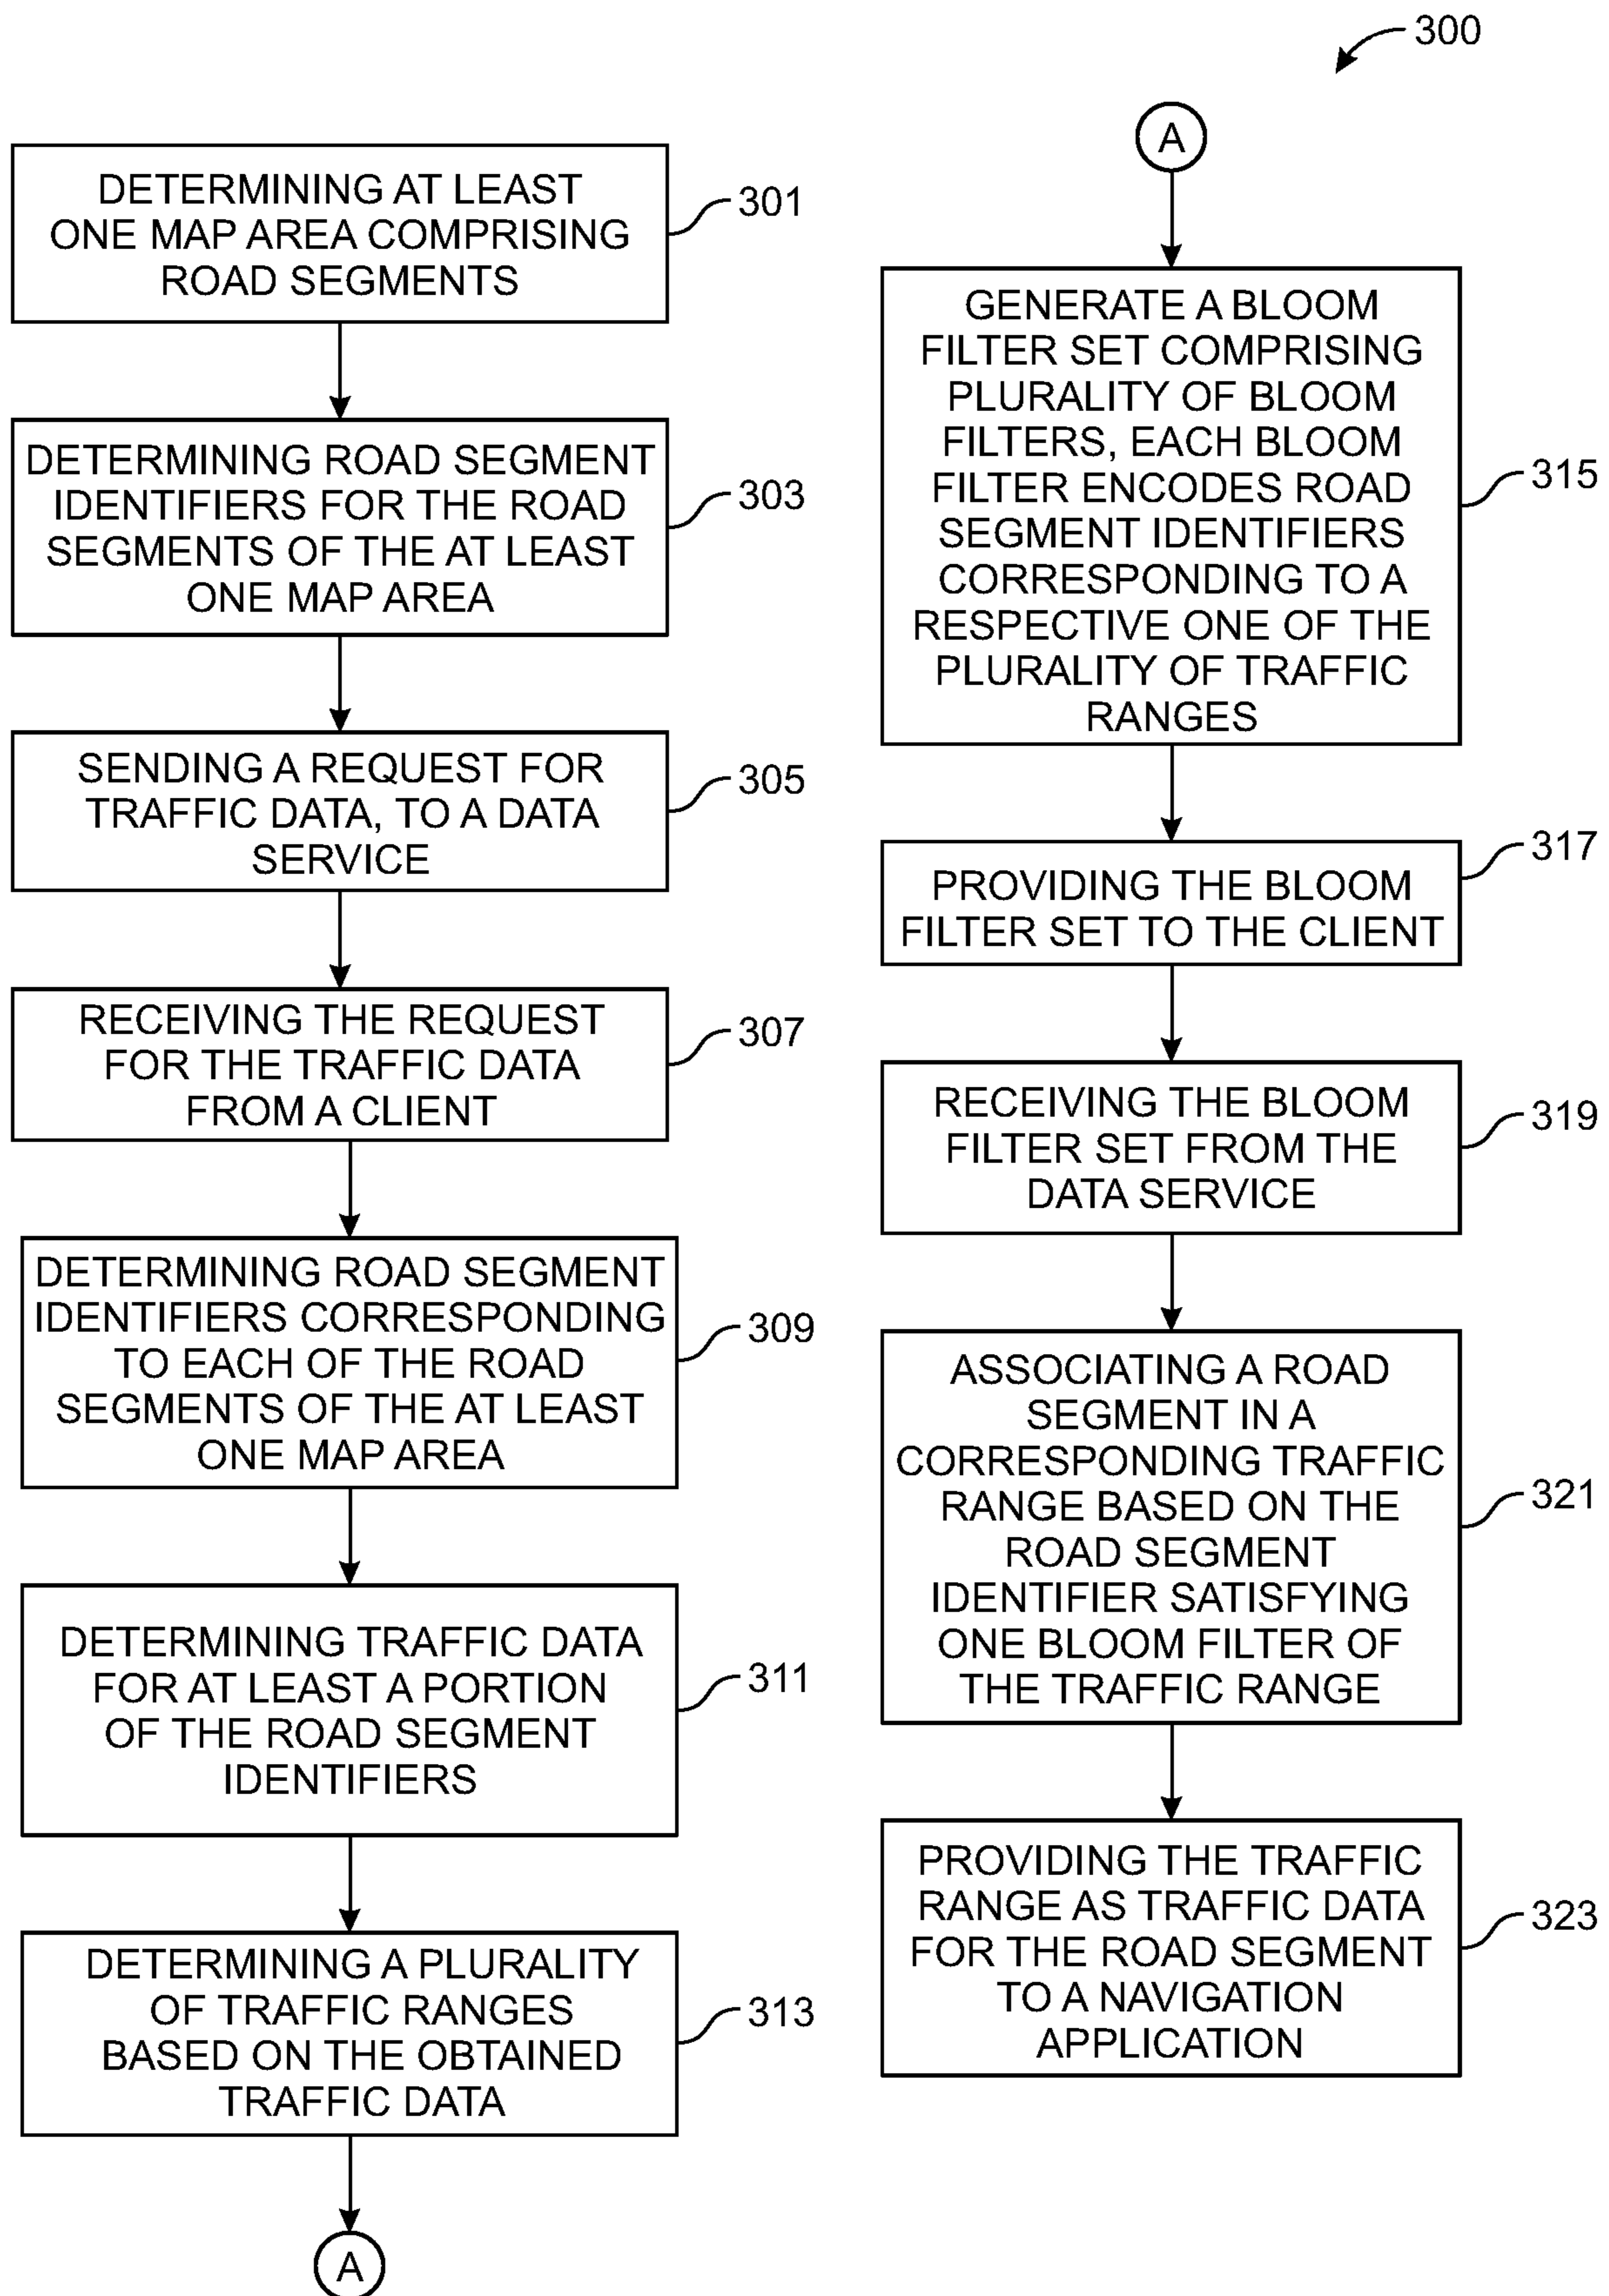 300
DETERMINING AT LEAST
ONE MAP AREA COMPRISING
ROAD SEGMENTS
301
DETERMINING ROAD SEGMENT
IDENTIFIERS FOR THE ROAD
SEGMENTS OF THE AT LEAST
ONE MAP AREA
303
SENDING A REQUEST FOR
TRAFFIC DATA, TO A DATA
SERVICE
305
RECEIVING THE REQUEST
FOR THE TRAFFIC DATA
FROM A CLIENT
307
DETERMINING ROAD SEGMENT
IDENTIFIERS CORRESPONDING
TO EACH OF THE ROAD
SEGMENTS OF THE AT LEAST
ONE MAP AREA
309
DETERMINING TRAFFIC DATA
FOR AT LEAST A PORTION
OF THE ROAD SEGMENT
IDENTIFIERS
311
DETERMINING A PLURALITY
OF TRAFFIC RANGES
BASED ON THE OBTAINED
TRAFFIC DATA
313
A
A
GENERATE A BLOOM
FILTER SET COMPRISING
PLURALITY OF BLOOM
FILTERS, EACH BLOOM
FILTER ENCODES ROAD
SEGMENT IDENTIFIERS
CORRESPONDING TO A
RESPECTIVE ONE OF THE
PLURALITY OF TRAFFIC
RANGES
315
PROVIDING THE BLOOM
FILTER SET TO THE CLIENT
317
RECEIVING THE BLOOM
FILTER SET FROM THE
DATA SERVICE
319
ASSOCIATING A ROAD
SEGMENT IN A
CORRESPONDING TRAFFIC
RANGE BASED ON THE
ROAD SEGMENT
IDENTIFIER SATISFYING
ONE BLOOM FILTER OF
THE TRAFFIC RANGE
321
PROVIDING THE TRAFFIC
RANGE AS TRAFFIC DATA
FOR THE ROAD SEGMENT
TO A NAVIGATION
APPLICATION
323